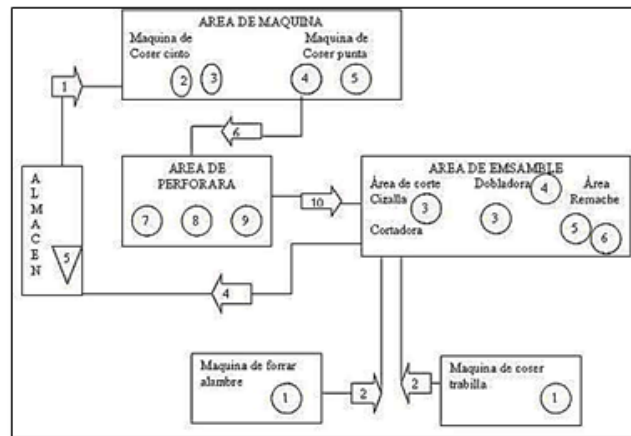 AREA DE MAQUINA
Maquina de
Coser cinto
Maquina de
Coser punta
2
3
4
5
1
6
ALMACEN
5
AREA DE
PERFORARA
7
8
9
10
AREA DE EMSAMBLE
Área de corte
Cizalla
3
Cortadora
Dobladora
4
3
Área
Remache
5
6
4
Maquina de forrar
alambre
1
2
2
Maquina de coser
trabilla
1